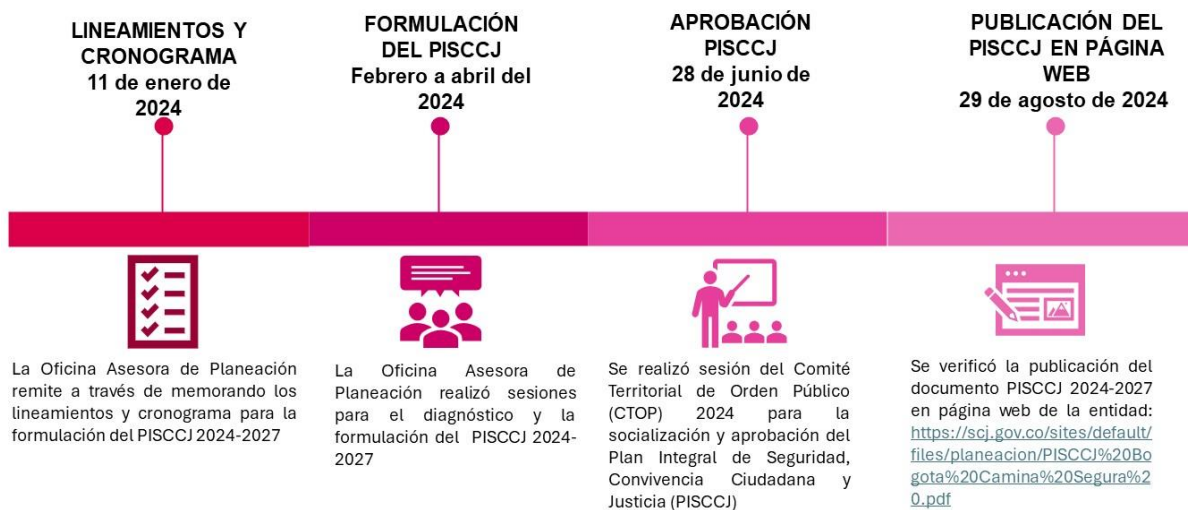 LINEAMIENTOS Y
CRONOGRAMA
11 de enero de
2024
La Oficina Asesora de Planeación
remite a través de memorando los
lineamientos y cronograma para la
formulación del PISCCJ 2024-2027
FORMULACIÓN
DEL PISCCJ
Febrero a abril del
2024
La Oficina Asesora de
Planeación realizó sesiones
para el diagnóstico y la
formulación del PISCCJ 2024-
2027
APROBACIÓN
PISCCJ
28 de junio de
2024
Se realizó sesión del Comité
Territorial de Orden Público
(CTOP) 2024 para la
socialización y aprobación del
Plan Integral de Seguridad,
Convivencia Ciudadana y
Justicia (PISCCJ)
PUBLICACIÓN DEL
PISCCJ EN PÁGINA
WEB
29 de agosto de 2024
Se verificó la publicación del
documento PISCCJ 2024-2027
en página web de la entidad:
https://scj.gov.co/sites/default/
files/planeacion/PISCCJ%20Bo
gota%20Camina%20Segura%2
0.pdf